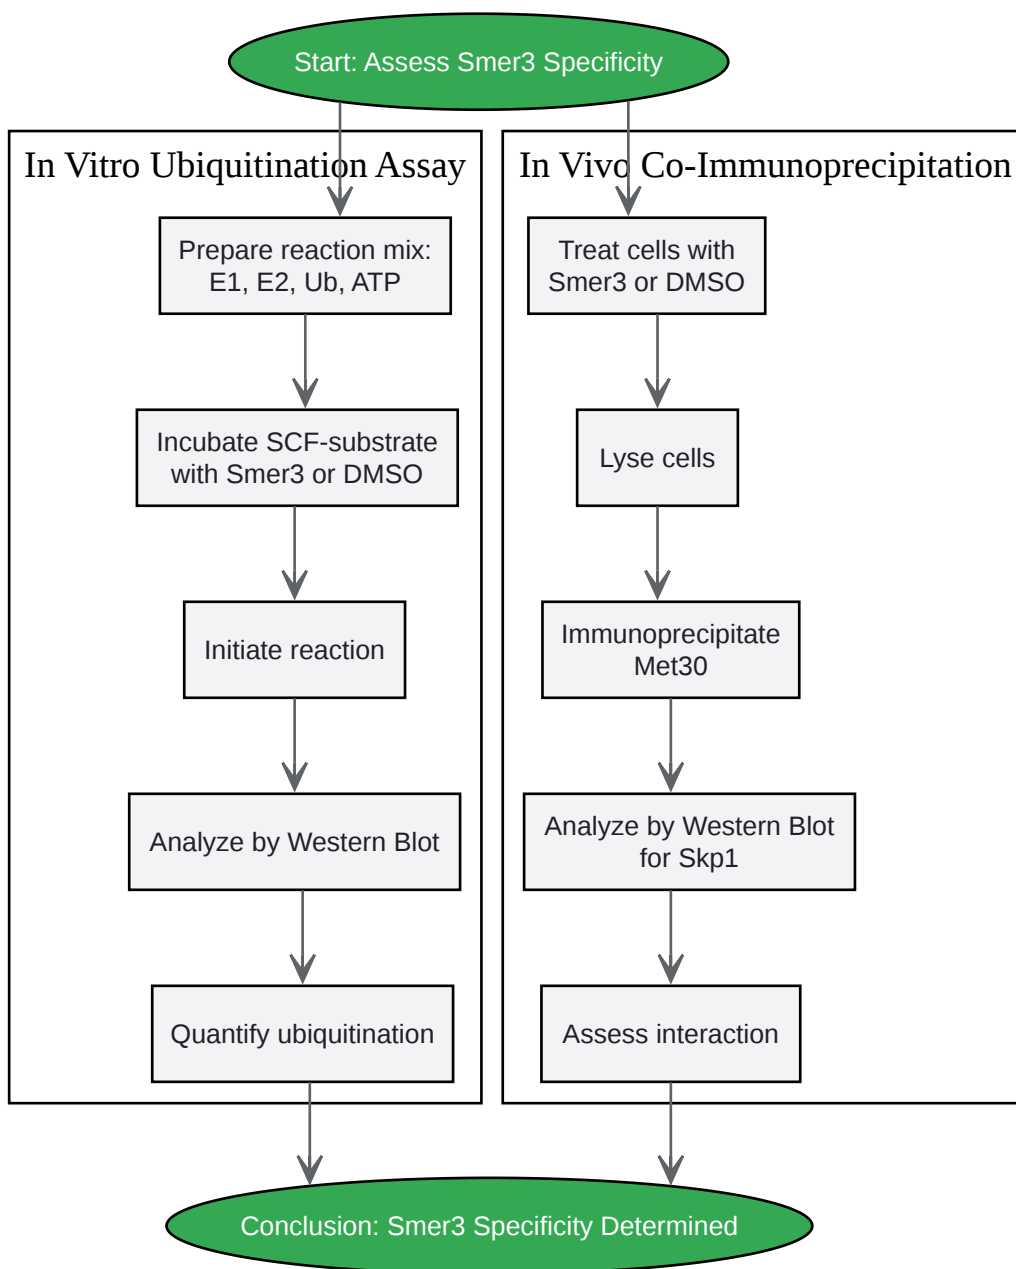 Start: Assess Smer3 Specificity
In Vitro Ubiquitination Assay
Prepare reaction mix:
E1, E2, Ub, ATP
Incubate SCF-substrate
with Smer3 or DMSO
Initiate reaction
Analyze by Western Blot
Quantify ubiquitination
In Vivo Co-Immunoprecipitation
Treat cells with
Smer3 or DMSO
Lyse cells
Immunoprecipitate
Met30
Analyze by Western Blot
for Skp1
Assess interaction
Conclusion: Smer3 Specificity Determined